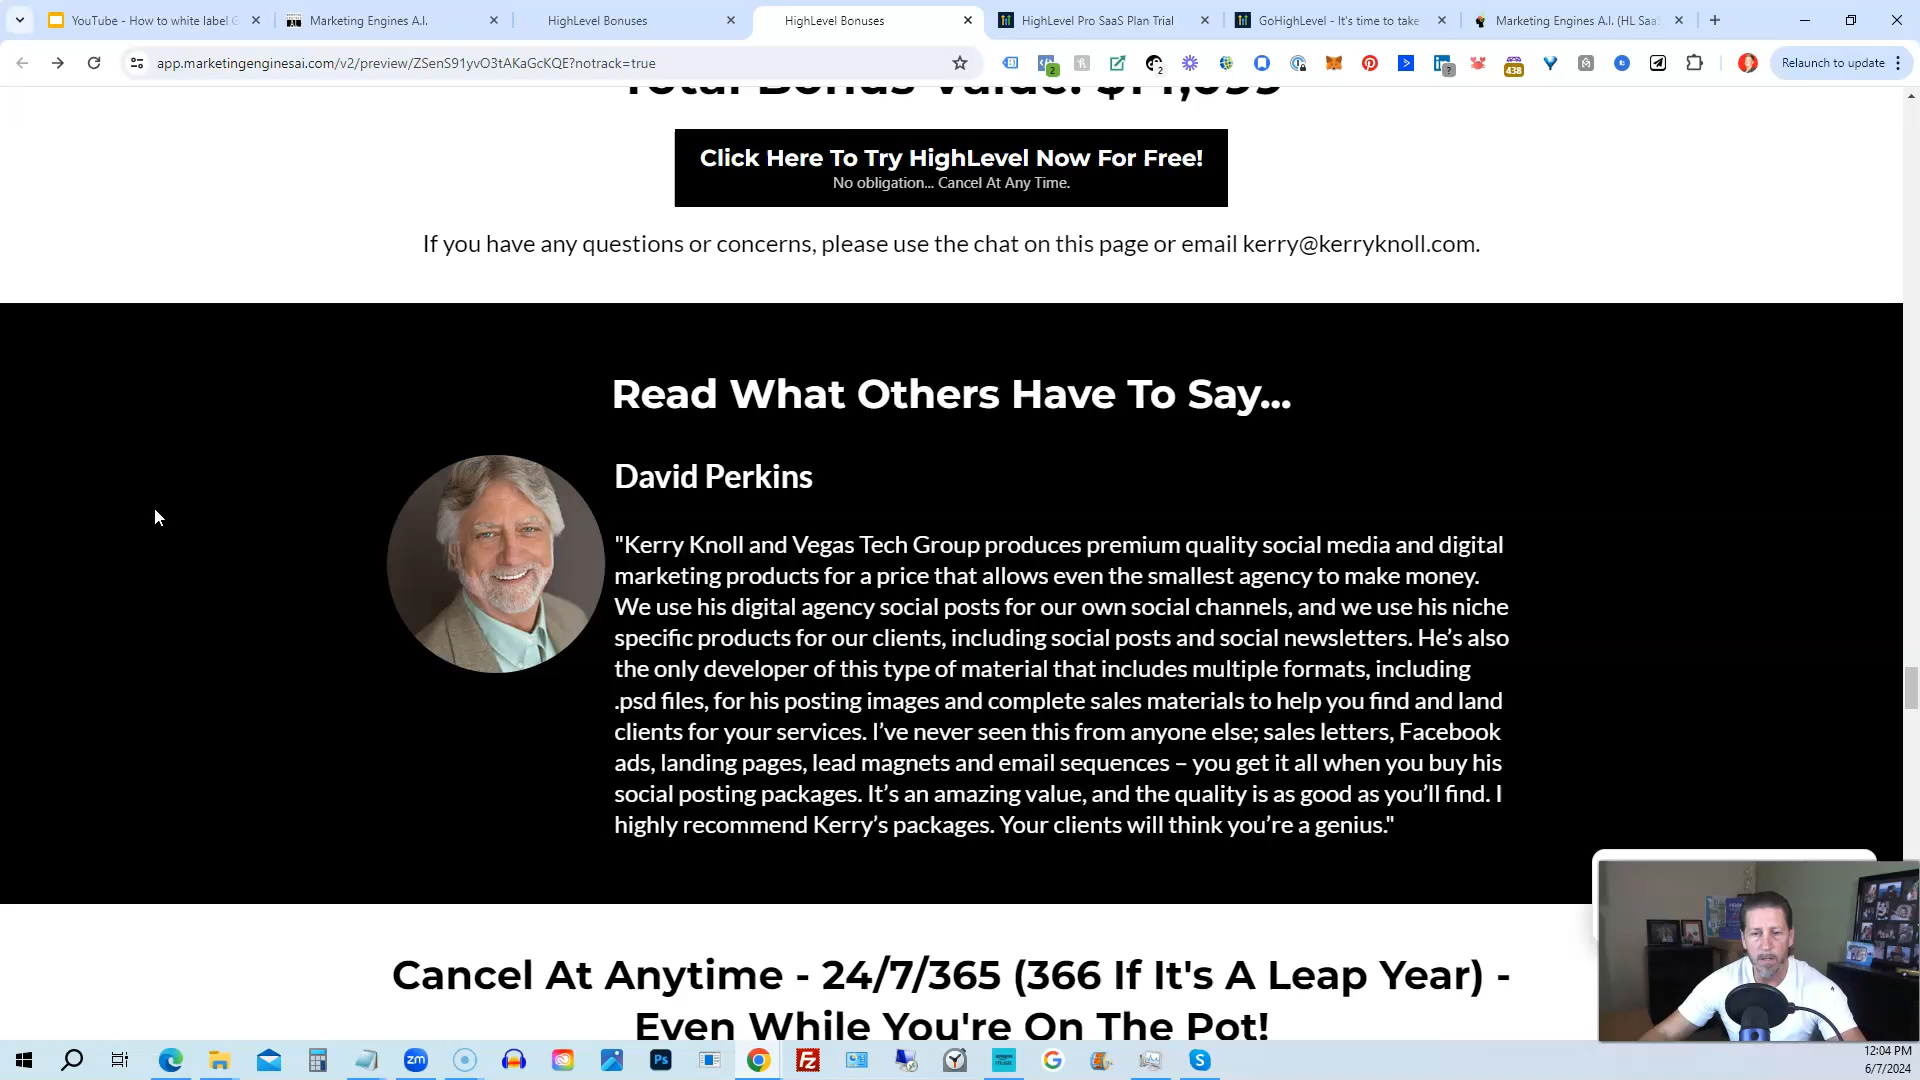 YouTube - How to white label G
Marketing Engines A.I.
HighLevel Bonuses
HighLevel Bonuses
HighLevel Pro SaaS Plan Trial
GoHighLevel - It's time to take
Marketing Engines A.I. (HL SaaS
app.marketingenginesai.com/v2/preview/ZSenS91yvO3tAKaGcKQE?notrack=true
2
2
?
438
Relaunch to update
Total Bonus Value:
Click Here To Try HighLevel Now For Free!
No obligation... Cancel At Any Time.
If you have any questions or concerns, please use the chat on this page or email kerry@kerryknoll.com.
Read What Others Have To Say...
David Perkins
"Kerry Knoll and Vegas Tech Group produces premium quality social media and digital
marketing products for a price that allows even the smallest agency to make money.
We use his digital agency social posts for our own social channels, and we use his niche
specific products for our clients, including social posts and social newsletters. He’s also
the only developer of this type of material that includes multiple formats, including
.psd files, for his posting images and complete sales materials to help you find and land
clients for your services. I’ve never seen this from anyone else; sales letters, Facebook
ads, landing pages, lead magnets and email sequences – you get it all when you buy his
social posting packages. It’s an amazing value, and the quality is as good as you’ll find. I
highly recommend Kerry’s packages. Your clients will think you’re a genius."
Cancel At Anytime - 24/7/365 (366 If It's A Leap Year) -
Even While You're On The Pot!
zm
Ps
Fz
amazon
music
G
S
12:04 PM
6/7/2024